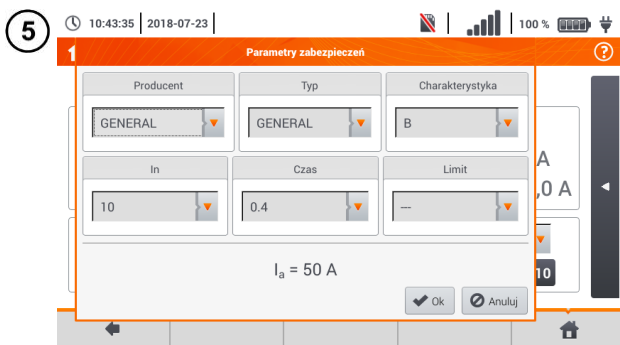 5
10:43:35 2018-07-23 100 %
Parametry zabezpieczeń ?
Producent Typ Charakterystyka
GENERAL GENERAL B
In Czas Limit
10 0.4 ---
A
,0 A
10
Iₐ = 50 A
Ok Anuluj